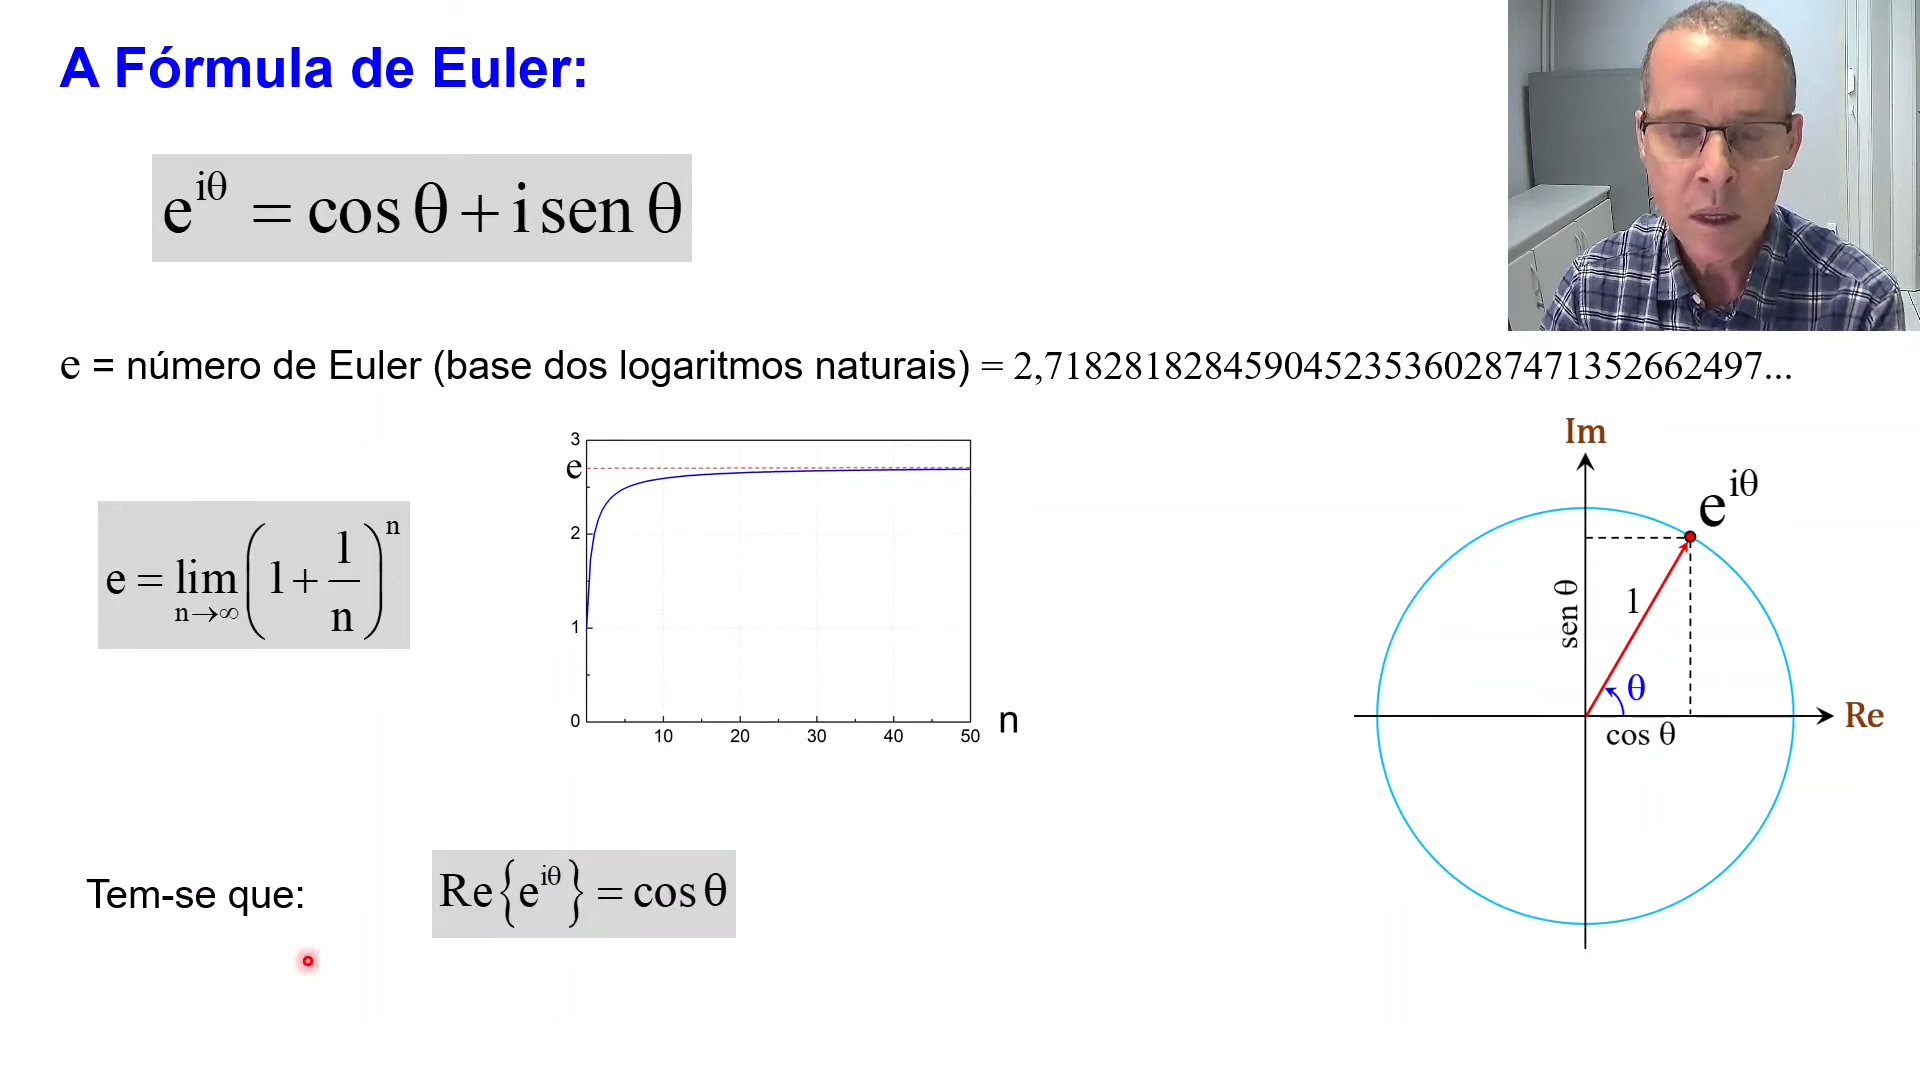 A Fórmula de Euler:
e^{iθ} = cos θ + i sen θ
e = número de Euler (base dos logaritmos naturais) = 2,71828182845904523536028747135266​2497...
e = lim_{n→∞} (1 + 1/n)^n
3
e
2
1
0
10 20 30 40 50
n
Im
e^{iθ}
sen θ
1
θ
Re
cos θ
Tem-se que:
Re{e^{iθ}} = cos θ